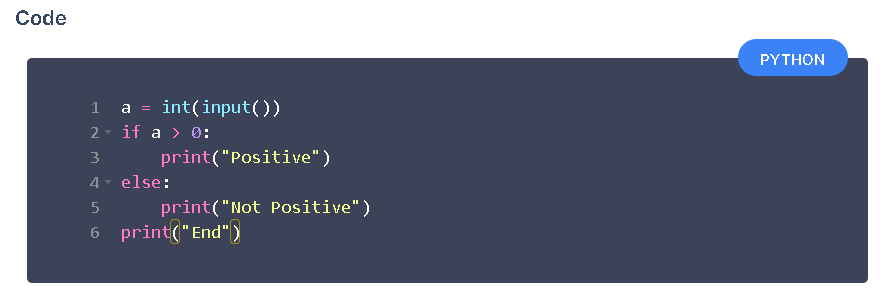 Code
PYTHON
1 a = int(input())
2 if a > 0:
3     print("Positive")
4 else:
5     print("Not Positive")
6 print("End")